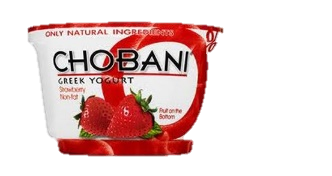 ONLY NATURAL INGREDIENTS
CHOBANI
GREEK YOGURT
Strawberry
Non-Fat
Fruit on the
Bottom